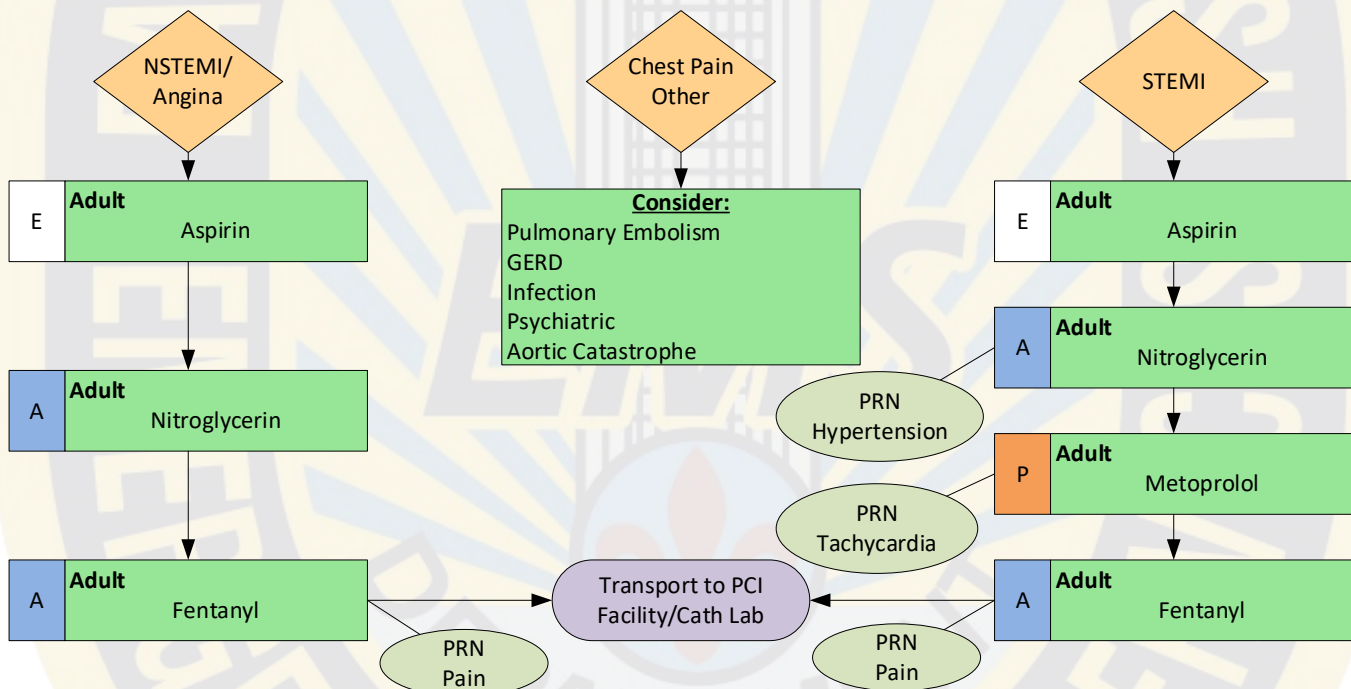 NSTEMI/
Angina
E
Adult
Aspirin
A
Adult
Nitroglycerin
A
Adult
Fentanyl
PRN
Pain
Chest Pain
Other
Consider:
Pulmonary Embolism
GERD
Infection
Psychiatric
Aortic Catastrophe
Transport to PCI
Facility/Cath Lab
STEMI
E
Adult
Aspirin
A
Adult
Nitroglycerin
PRN
Hypertension
P
Adult
Metoprolol
PRN
Tachycardia
A
Adult
Fentanyl
PRN
Pain
EMS